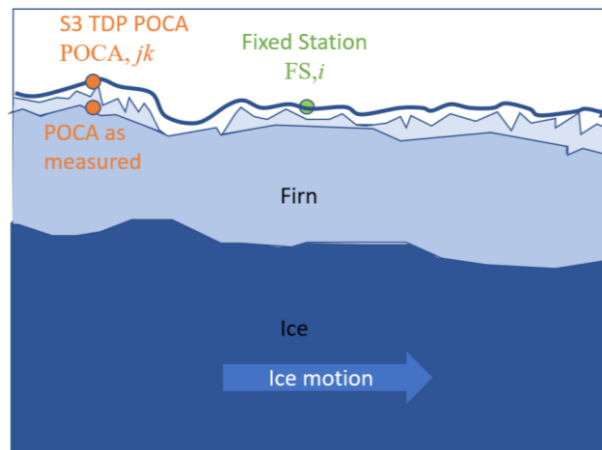 S3 TDP POCA
POCA, jk
Fixed Station
FS,i
POCA as
measured
Firn
Ice
Ice motion